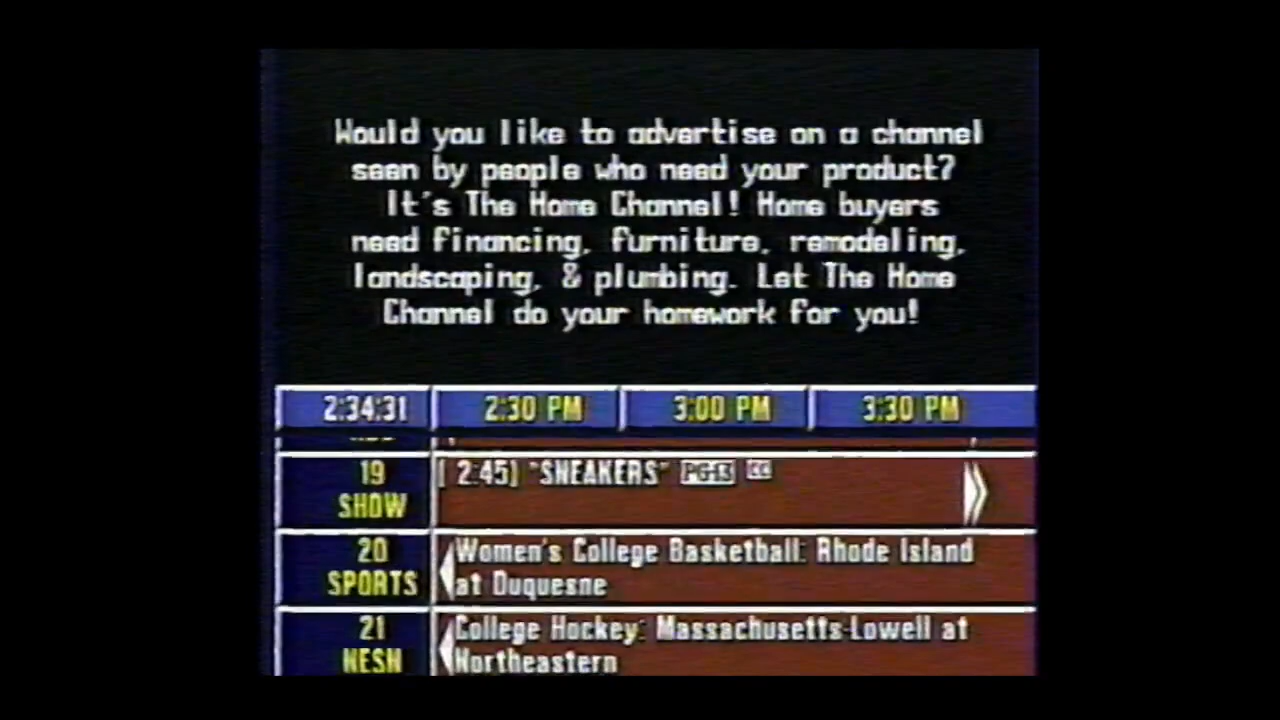 Would you like to advertise on a channel
seen by people who need your product?
It's The Home Channel! Home buyers
need financing, furniture, remodeling,
landscaping, & plumbing. Let The Home
Channel do your homework for you!
2:34:31 2:30 PM 3:00 PM 3:30 PM
19 [ 2:45] "SNEAKERS" PG-13 CC
SHOW
20 Women's College Basketball: Rhode Island
SPORTS at Duquesne
21 College Hockey: Massachusetts-Lowell at
NESN Northeastern